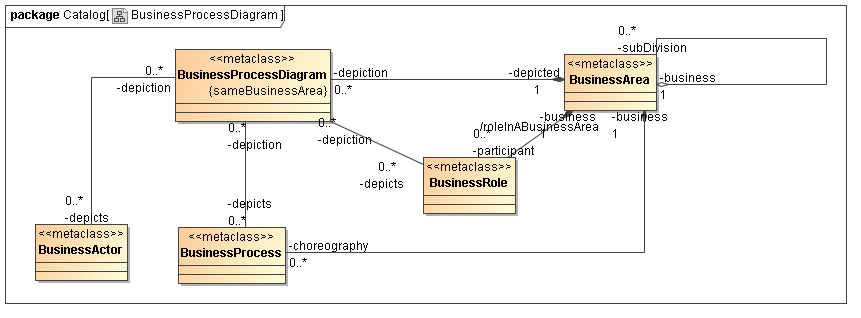 package Catalog[ BusinessProcessDiagram ]
0..*
-subDivision
<<metaclass>>
BusinessProcessDiagram
{sameBusinessArea}
0..*
-depiction
-depiction
0..*
-depicted
1
<<metaclass>>
BusinessArea
-business
1
0..*
-depiction
0..*
-depiction
-business
1
-business
1
/roleInABusinessArea
0..*
-participant
0..*
-depicts
<<metaclass>>
BusinessRole
0..*
-depicts
-depicts
0..*
<<metaclass>>
BusinessActor
<<metaclass>>
BusinessProcess
-choreography
0..*